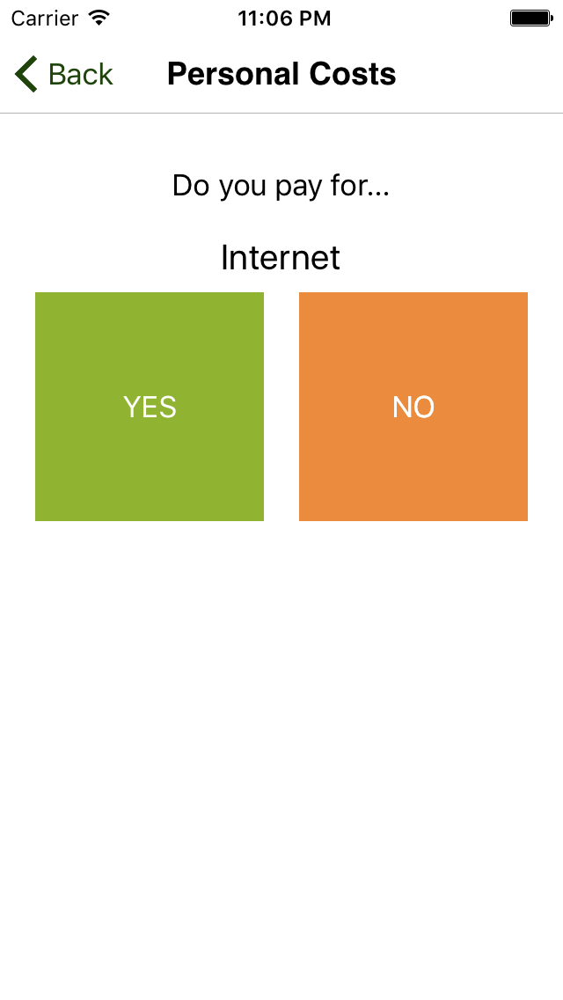 Carrier 11:06 PM
Back Personal Costs
Do you pay for...
Internet
YES NO